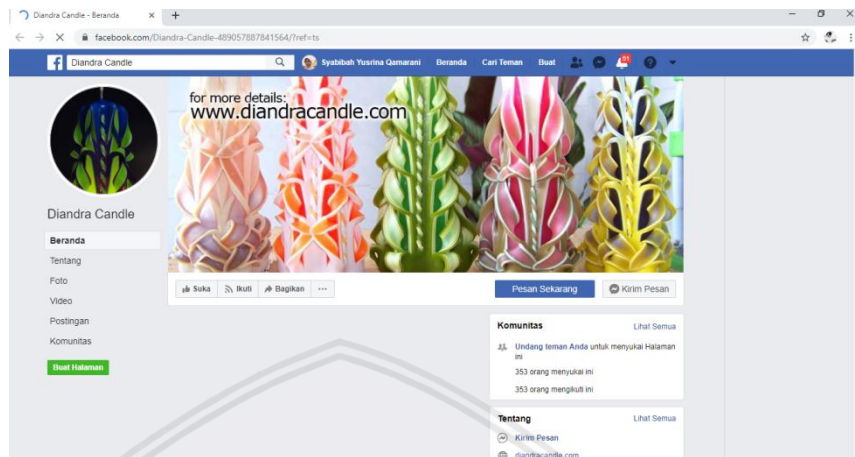 Diandra Candle - Beranda
facebook.com/Diandra-Candle-489057887841564/?ref=ts
Diandra Candle
Syabibah Yusrina Qamarani
Beranda
Cari Teman
Buat
for more details:
www.diandracandle.com
Diandra Candle
Beranda
Tentang
Foto
Video
Postingan
Komunitas
Buat Halaman
Suka
Ikuti
Bagikan
Pesan Sekarang
Kirim Pesan
Komunitas
Lihat Semua
Undang teman Anda untuk menyukai Halaman
ini
353 orang menyukai ini
353 orang mengikuti ini
Tentang
Lihat Semua
Kirim Pesan
diandracandle.com